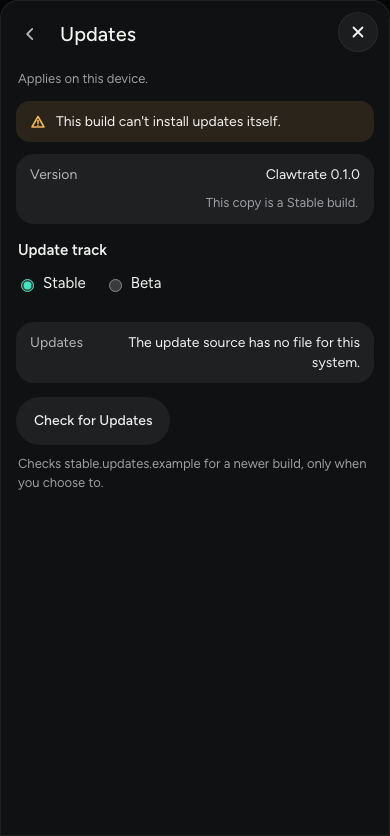 Updates
Applies on this device.
This build can't install updates itself.
Version
Clawtrate 0.1.0
This copy is a Stable build.
Update track
Stable
Beta
Updates
The update source has no file for this
system.
Check for Updates
Checks stable.updates.example for a newer build, only when
you choose to.